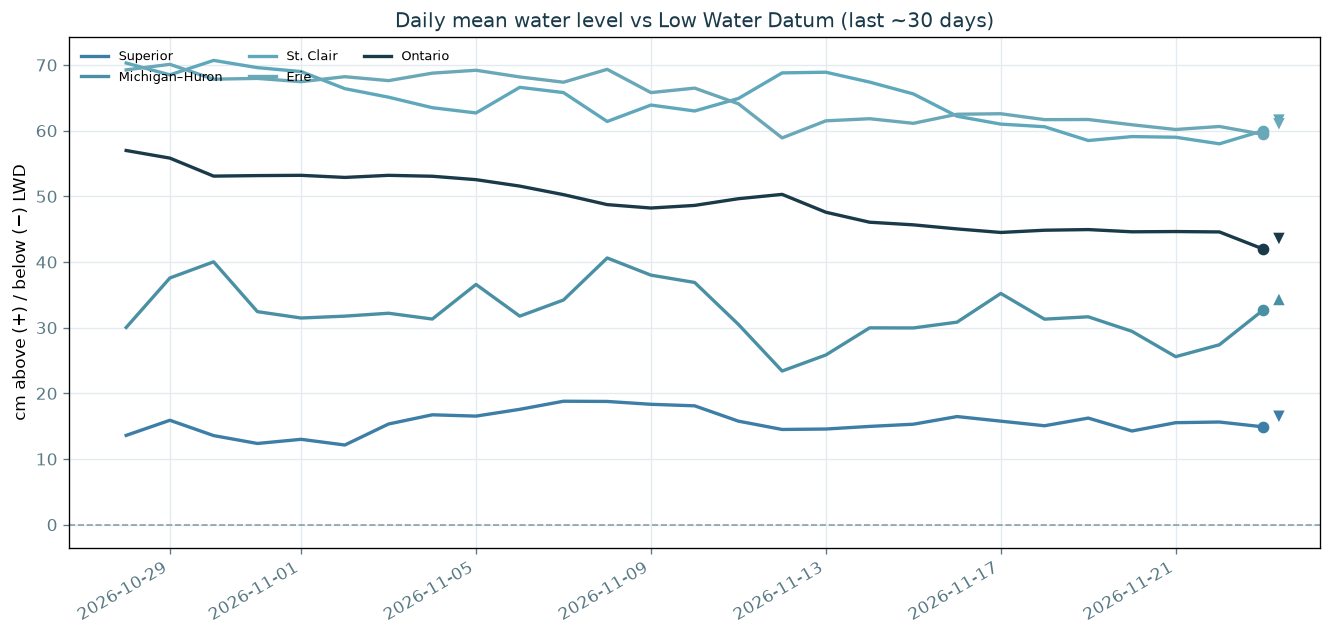 Daily mean water level vs Low Water Datum (last ~30 days)
Superior St. Clair Ontario
Michigan–Huron Erie
cm above (+) / below (−) LWD
70
60
50
40
30
20
10
0
2026-10-29 2026-11-01 2026-11-05 2026-11-09 2026-11-13 2026-11-17 2026-11-21